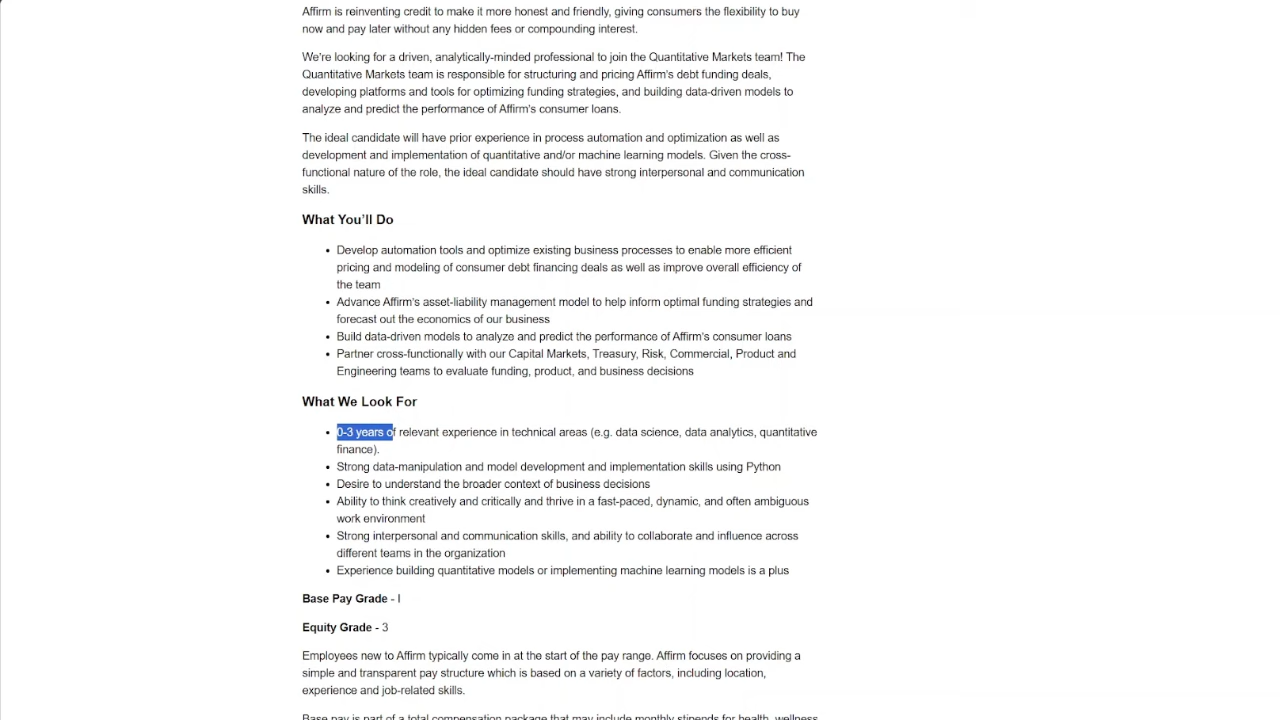 Affirm is reinventing credit to make it more honest and friendly, giving consumers the flexibility to buy
now and pay later without any hidden fees or compounding interest.
We're looking for a driven, analytically-minded professional to join the Quantitative Markets team! The
Quantitative Markets team is responsible for structuring and pricing Affirm's debt funding deals,
developing platforms and tools for optimizing funding strategies, and building data-driven models to
analyze and predict the performance of Affirm's consumer loans.
The ideal candidate will have prior experience in process automation and optimization as well as
development and implementation of quantitative and/or machine learning models. Given the cross-
functional nature of the role, the ideal candidate should have strong interpersonal and communication
skills.
What You'll Do
• Develop automation tools and optimize existing business processes to enable more efficient
pricing and modeling of consumer debt financing deals as well as improve overall efficiency of
the team
• Advance Affirm's asset-liability management model to help inform optimal funding strategies and
forecast out the economics of our business
• Build data-driven models to analyze and predict the performance of Affirm's consumer loans
• Partner cross-functionally with our Capital Markets, Treasury, Risk, Commercial, Product and
Engineering teams to evaluate funding, product, and business decisions
What We Look For
• 0-3 years of relevant experience in technical areas (e.g. data science, data analytics, quantitative
finance).
• Strong data-manipulation and model development and implementation skills using Python
• Desire to understand the broader context of business decisions
• Ability to think creatively and critically and thrive in a fast-paced, dynamic, and often ambiguous
work environment
• Strong interpersonal and communication skills, and ability to collaborate and influence across
different teams in the organization
• Experience building quantitative models or implementing machine learning models is a plus
Base Pay Grade - I
Equity Grade - 3
Employees new to Affirm typically come in at the start of the pay range. Affirm focuses on providing a
simple and transparent pay structure which is based on a variety of factors, including location,
experience and job-related skills.
Base pay is part of a total compensation package that may include monthly stipends for health, wellness